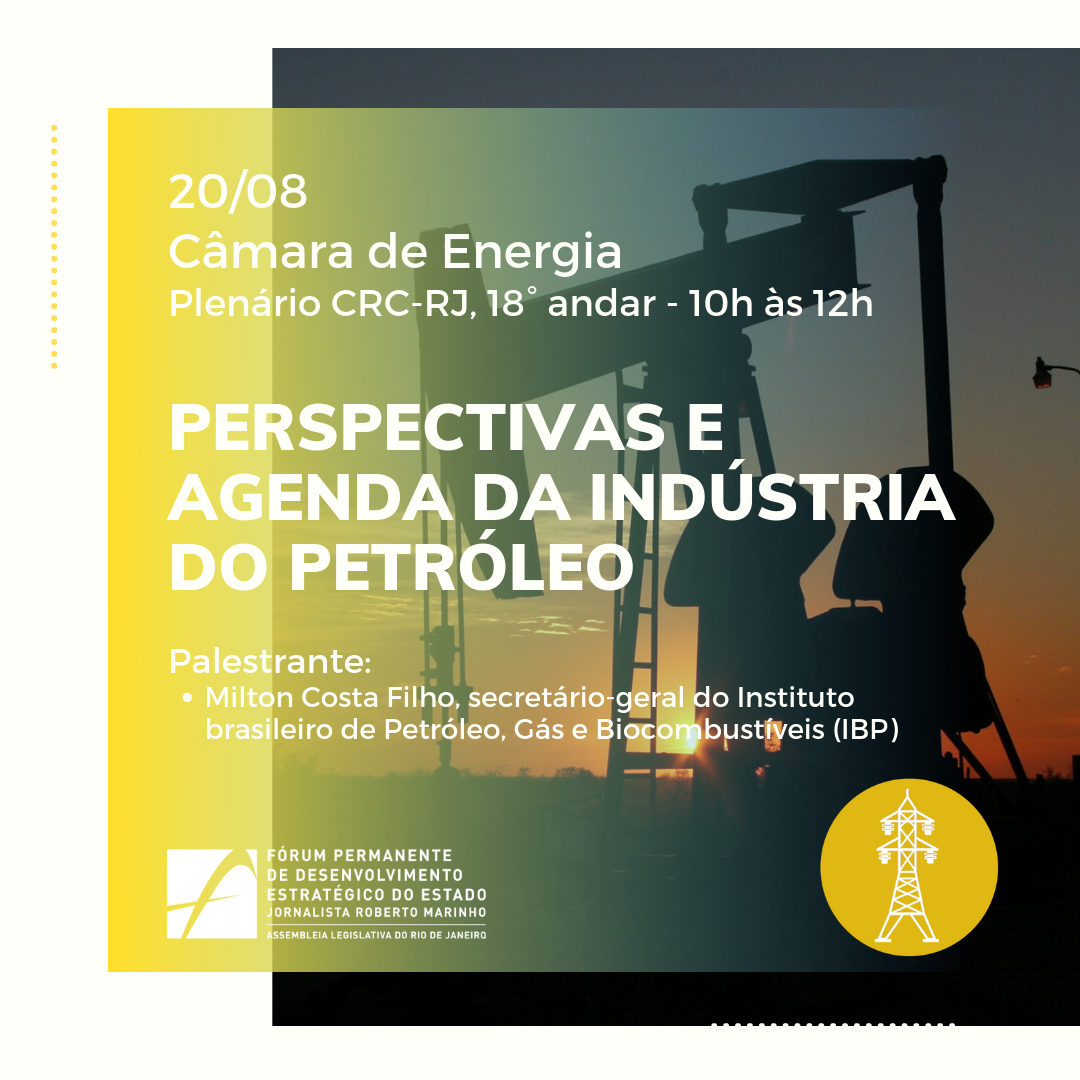 20/08
Câmara de Energia
Plenário CRC-RJ, 18° andar - 10h às 12h
PERSPECTIVAS E
AGENDA DA INDÚSTRIA
DO PETRÓLEO
Palestrante:
• Milton Costa Filho, secretário-geral do Instituto
brasileiro de Petróleo, Gás e Biocombustíveis (IBP)
FÓRUM PERMANENTE
DE DESENVOLVIMENTO
ESTRATÉGICO DO ESTADO
JORNALISTA ROBERTO MARINHO
ASSEMBLEIA LEGISLATIVA DO RIO DE JANEIRO